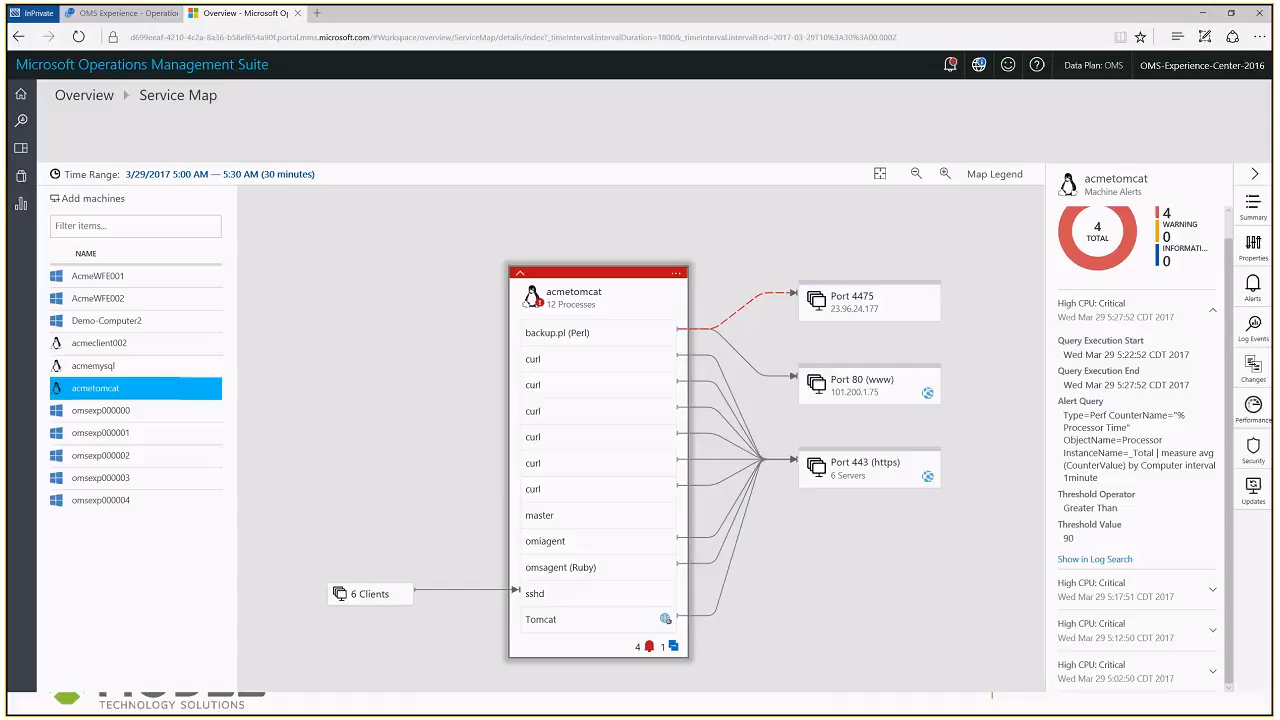 InPrivate
OMS Experience - Operation
Overview - Microsoft Op
d699eeaf-4210-4c2a-8a36-b58ef654a90f.portal.mms.microsoft.com/#Workspace/overview/ServiceMap/details/index?_timeInterval.intervalDuration=1800&_timeInterval.intervalEnd=2017-03-29T10%3A30%3A00.000Z
Microsoft Operations Management Suite
Data Plan: OMS
OMS-Experience-Center-2016
Overview
Service Map
Time Range: 3/29/2017 5:00 AM — 5:30 AM (30 minutes)
Map Legend
Add machines
Filter items...
NAME
AcmeWFE001
AcmeWFE002
Demo-Computer2
acmeclient002
acmemysql
acmetomcat
omsexp000000
omsexp000001
omsexp000002
omsexp000003
omsexp000004
6 Clients
acmetomcat
12 Processes
backup.pl (Perl)
curl
curl
curl
curl
curl
curl
master
omiagent
omsagent (Ruby)
sshd
Tomcat
4
1
Port 4475
23.96.24.177
Port 80 (www)
101.200.1.75
Port 443 (https)
6 Servers
acmetomcat
Machine Alerts
4
TOTAL
4
WARNING
0
INFORMATI...
0
High CPU: Critical
Wed Mar 29 5:27:52 CDT 2017
Query Execution Start
Wed Mar 29 5:22:52 CDT 2017
Query Execution End
Wed Mar 29 5:27:52 CDT 2017
Alert Query
Type=Perf CounterName="%
Processor Time"
ObjectName=Processor
InstanceName=_Total | measure avg
(CounterValue) by Computer interval
1minute
Threshold Operator
Greater Than
Threshold Value
90
Show in Log Search
High CPU: Critical
Wed Mar 29 5:17:51 CDT 2017
High CPU: Critical
Wed Mar 29 5:12:50 CDT 2017
High CPU: Critical
Wed Mar 29 5:02:50 CDT 2017
Summary
Properties
Alerts
Log Events
Changes
Performance
Security
Updates
TECHNOLOGY SOLUTIONS